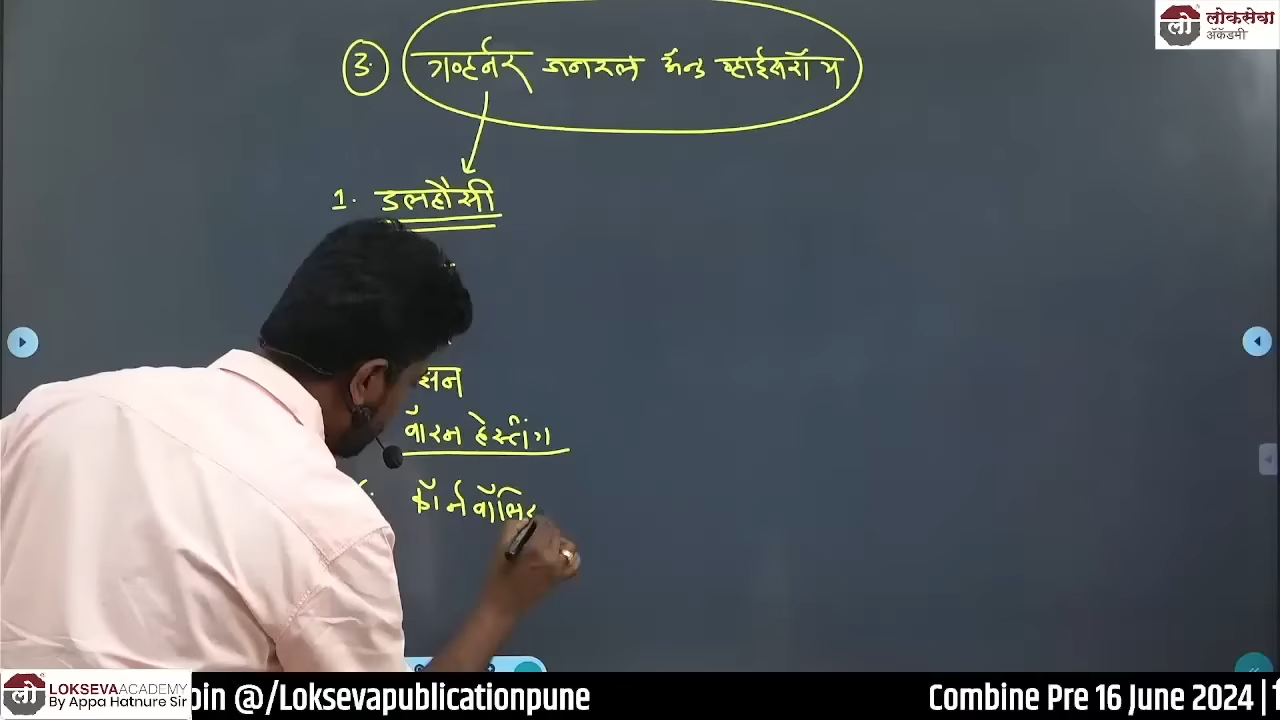 लो लोकसेवा
अ‍ॅकॅडमी
3. गव्हर्नर जनरल अ‍ॅन्ड व्हाईसरॉय
1. डलहौसी
सन
वॉरन हेस्टींग
कॉर्नवॉलि
लो LOKSEVA ACADEMY
By Appa Hatnure Sir
oin @/Loksevapublicationpune
Combine Pre 16 June 2024 |